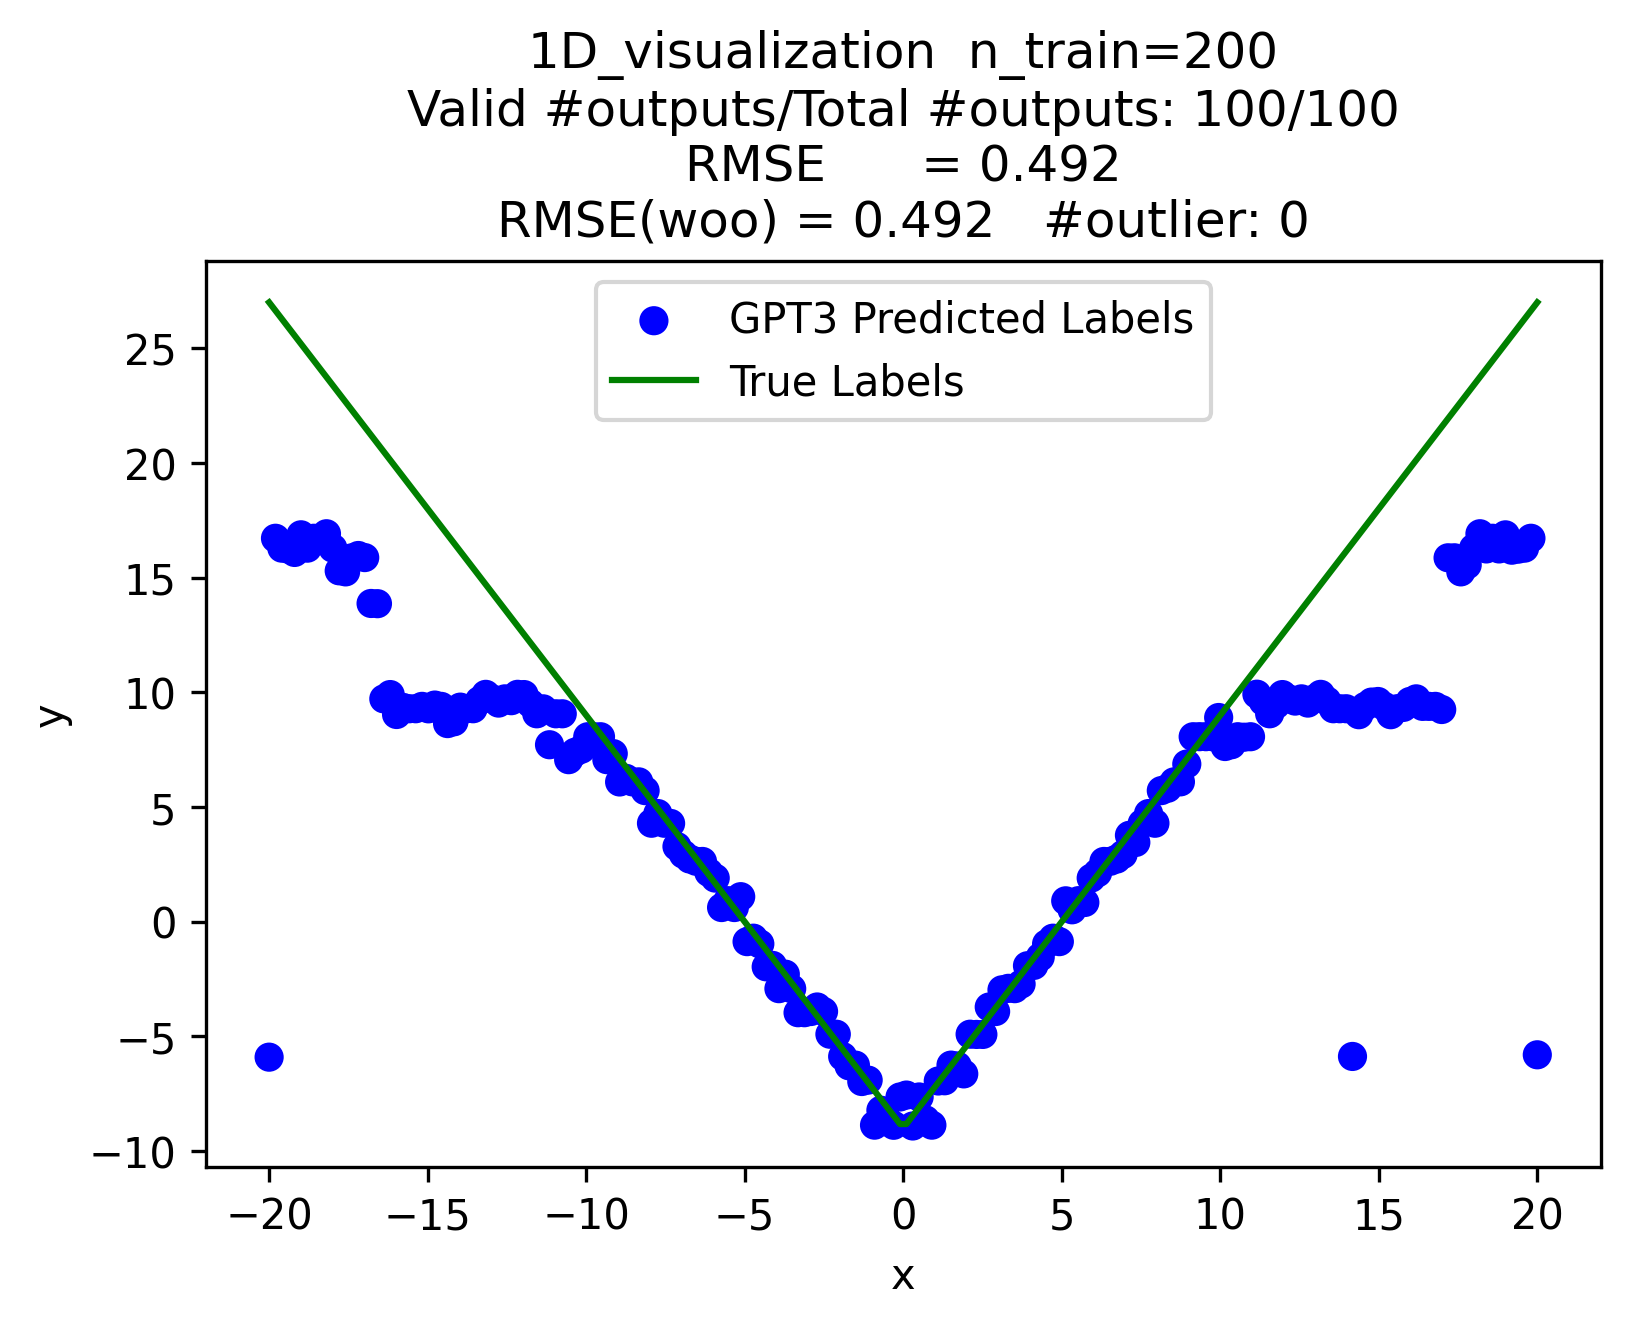 1D_visualization  n_train=200
Valid #outputs/Total #outputs: 100/100
RMSE      = 0.492
RMSE(woo) = 0.492   #outlier: 0
GPT3 Predicted Labels
True Labels
y
25
20
15
10
5
0
−5
−10
−20 −15 −10 −5 0 5 10 15 20
x